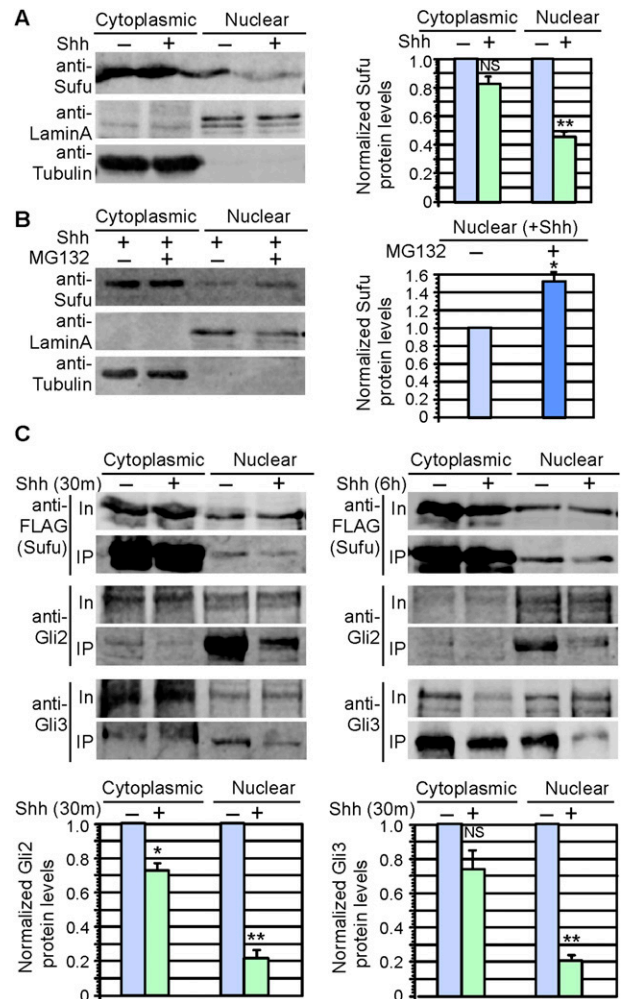 A
Cytoplasmic Nuclear
Shh – + – +
anti-
Sufu
anti-
LaminA
anti-
Tubulin
Cytoplasmic Nuclear
Shh – + – +
NS
**
Normalized Sufu
protein levels
1.0
0.8
0.6
0.4
0.2
0
B
Cytoplasmic Nuclear
Shh + + + +
MG132 – + – +
anti-
Sufu
anti-
LaminA
anti-
Tubulin
Nuclear (+Shh)
MG132 – +
*
Normalized Sufu
protein levels
1.6
1.4
1.2
1.0
0.8
0.6
0.4
0.2
0
C
Cytoplasmic Nuclear
Shh (30m) – + – +
anti-
FLAG
(Sufu)
In
IP
anti-
Gli2
In
IP
anti-
Gli3
In
IP
Cytoplasmic Nuclear
Shh (6h) – + – +
anti-
FLAG
(Sufu)
In
IP
anti-
Gli2
In
IP
anti-
Gli3
In
IP
Cytoplasmic Nuclear
Shh (30m) – + – +
*
**
Normalized Gli2
protein levels
1.0
0.8
0.6
0.4
0.2
0
Cytoplasmic Nuclear
Shh (30m) – + – +
NS
**
Normalized Gli3
protein levels
1.0
0.8
0.6
0.4
0.2
0